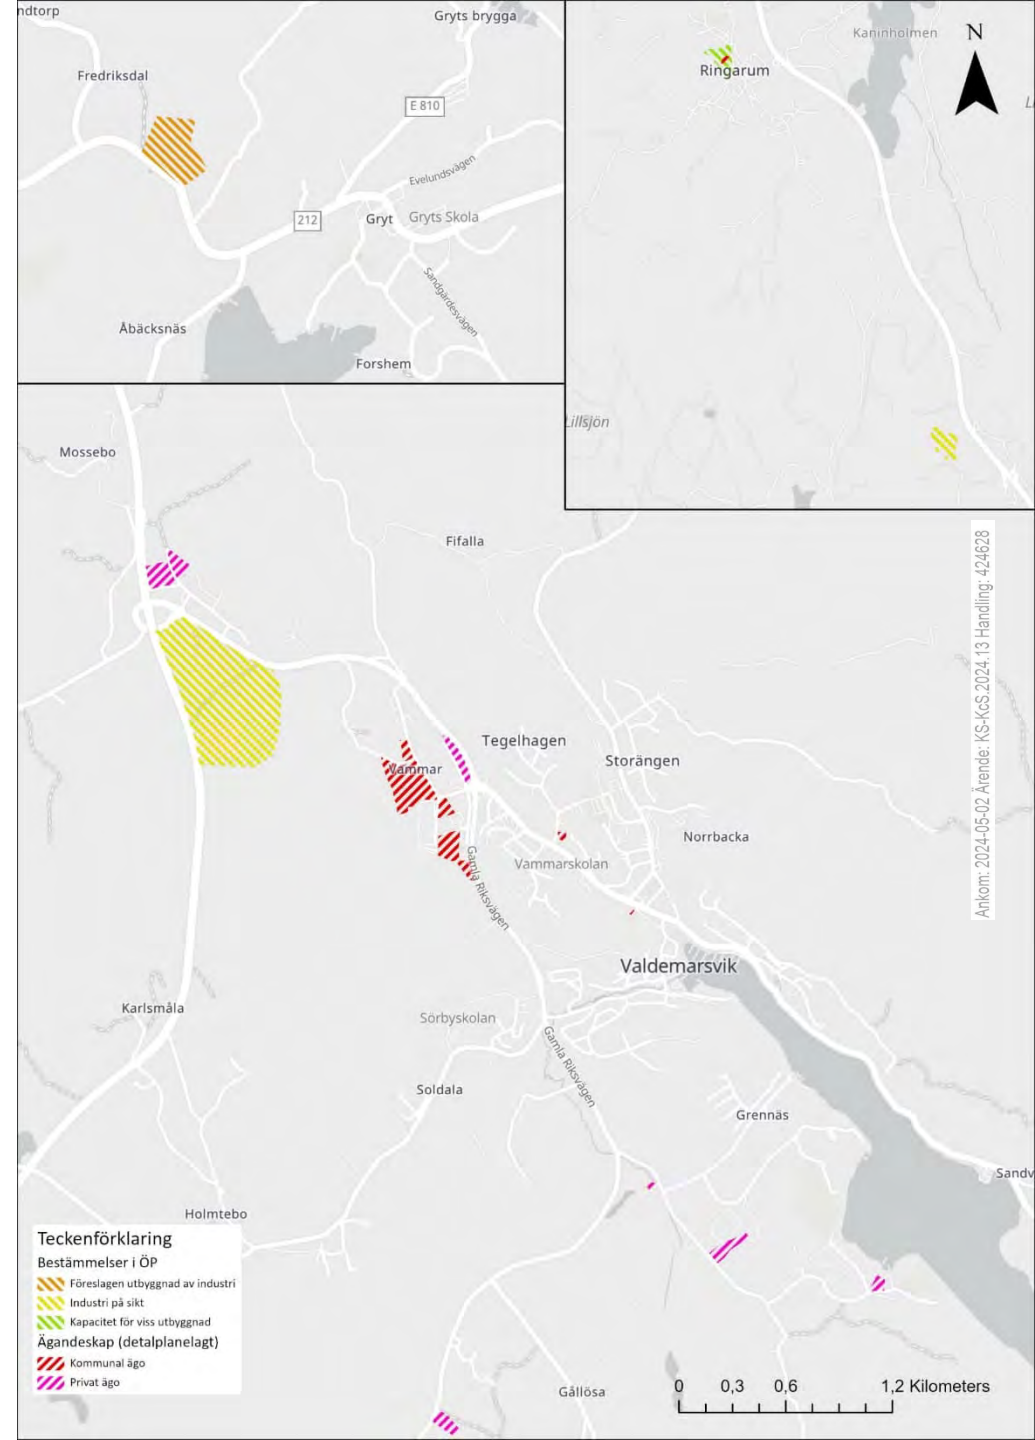 ndtorp
Gryts brygga
Fredriksdal
E 810
Evelundsvägen
212
Gryt
Gryts Skola
Sandgärdesvägen
Åbäcksnäs
Forshem
Kaninholmen
N
Ringarum
Li
Lillsjön
Mossebo
Fifalla
Ankom: 2024-05-02 Ärende: KS-KcS.2024.13 Handling: 424628
Tegelhagen
Storängen
Vammar
Norrbacka
Vammarskolan
Gamla Riksvägen
Valdemarsvik
Karlsmåla
Sörbyskolan
Gamla Riksvägen
Soldala
Grennäs
Sandv
Holmtebo
Teckenförklaring
Bestämmelser i ÖP
Föreslagen utbyggnad av industri
Industri på sikt
Kapacitet för viss utbyggnad
Ägandeskap (detalplanelagt)
Kommunal ägo
Privat ägo
Gållösa
0 0,3 0,6 1,2 Kilometers